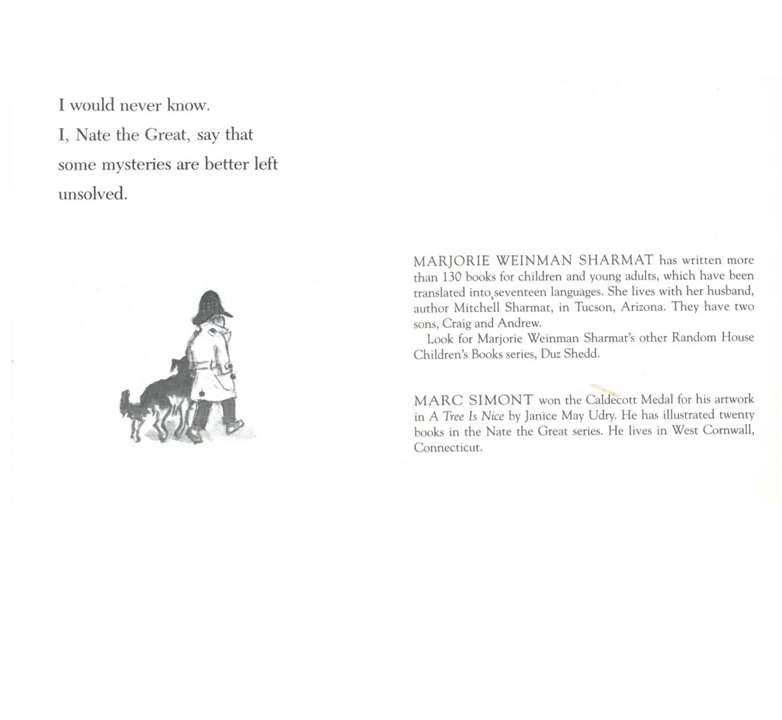 I would never know.
I, Nate the Great, say that
some mysteries are better left
unsolved.
MARJORIE WEINMAN SHARMAT has written more
than 130 books for children and young adults, which have been
translated into seventeen languages. She lives with her husband,
author Mitchell Sharmat, in Tucson, Arizona. They have two
sons, Craig and Andrew.
Look for Marjorie Weinman Sharmat's other Random House
Children's Books series, Duz Shedd.
MARC SIMONT won the Caldecott Medal for his artwork
in A Tree Is Nice by Janice May Udry. He has illustrated twenty
books in the Nate the Great series. He lives in West Cornwall,
Connecticut.